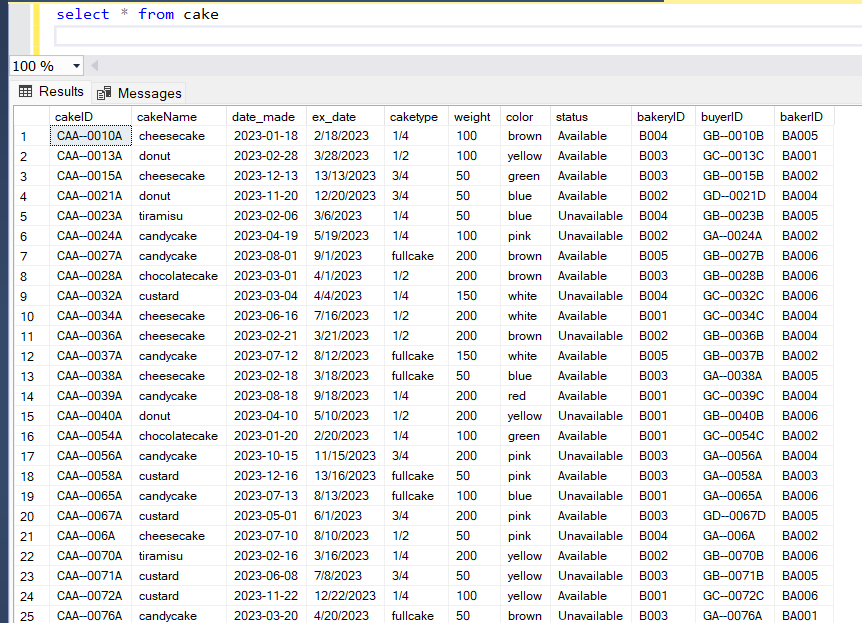 select * from cake
100 %
Results Messages
cakeID cakeName date_made ex_date caketype weight color status bakeryID buyerID bakerID
1 CAA--0010A cheesecake 2023-01-18 2/18/2023 1/4 100 brown Available B004 GB--0010B BA005
2 CAA--0013A donut 2023-02-28 3/28/2023 1/2 100 yellow Available B003 GC--0013C BA001
3 CAA--0015A cheesecake 2023-12-13 13/13/2023 3/4 50 green Available B003 GB--0015B BA002
4 CAA--0021A donut 2023-11-20 12/20/2023 3/4 50 blue Available B002 GD--0021D BA004
5 CAA--0023A tiramisu 2023-02-06 3/6/2023 1/4 50 blue Unavailable B004 GB--0023B BA005
6 CAA--0024A candycake 2023-04-19 5/19/2023 1/4 100 pink Unavailable B002 GA--0024A BA002
7 CAA--0027A candycake 2023-08-01 9/1/2023 fullcake 200 brown Available B005 GB--0027B BA006
8 CAA--0028A chocolatecake 2023-03-01 4/1/2023 1/2 200 brown Available B003 GB--0028B BA006
9 CAA--0032A custard 2023-03-04 4/4/2023 1/4 150 white Unavailable B004 GC--0032C BA006
10 CAA--0034A cheesecake 2023-06-16 7/16/2023 1/2 200 white Available B001 GC--0034C BA004
11 CAA--0036A cheesecake 2023-02-21 3/21/2023 1/2 200 brown Unavailable B002 GB--0036B BA004
12 CAA--0037A candycake 2023-07-12 8/12/2023 fullcake 150 white Available B005 GB--0037B BA002
13 CAA--0038A cheesecake 2023-02-18 3/18/2023 fullcake 50 blue Available B003 GA--0038A BA005
14 CAA--0039A candycake 2023-08-18 9/18/2023 1/4 200 red Available B001 GC--0039C BA004
15 CAA--0040A donut 2023-04-10 5/10/2023 1/2 200 yellow Unavailable B001 GB--0040B BA006
16 CAA--0054A chocolatecake 2023-01-20 2/20/2023 1/4 100 green Available B001 GC--0054C BA002
17 CAA--0056A candycake 2023-10-15 11/15/2023 3/4 200 pink Unavailable B003 GA--0056A BA004
18 CAA--0058A custard 2023-12-16 13/16/2023 fullcake 50 pink Available B003 GA--0058A BA003
19 CAA--0065A candycake 2023-07-13 8/13/2023 fullcake 100 blue Unavailable B001 GA--0065A BA006
20 CAA--0067A custard 2023-05-01 6/1/2023 3/4 200 pink Available B003 GD--0067D BA005
21 CAA--006A cheesecake 2023-07-10 8/10/2023 1/2 50 pink Unavailable B004 GA--006A BA002
22 CAA--0070A tiramisu 2023-02-16 3/16/2023 1/4 200 yellow Available B002 GB--0070B BA006
23 CAA--0071A custard 2023-06-08 7/8/2023 3/4 50 yellow Unavailable B003 GB--0071B BA005
24 CAA--0072A custard 2023-11-22 12/22/2023 1/4 100 yellow Available B001 GC--0072C BA006
25 CAA--0076A candycake 2023-03-20 4/20/2023 fullcake 50 brown Unavailable B003 GA--0076A BA001